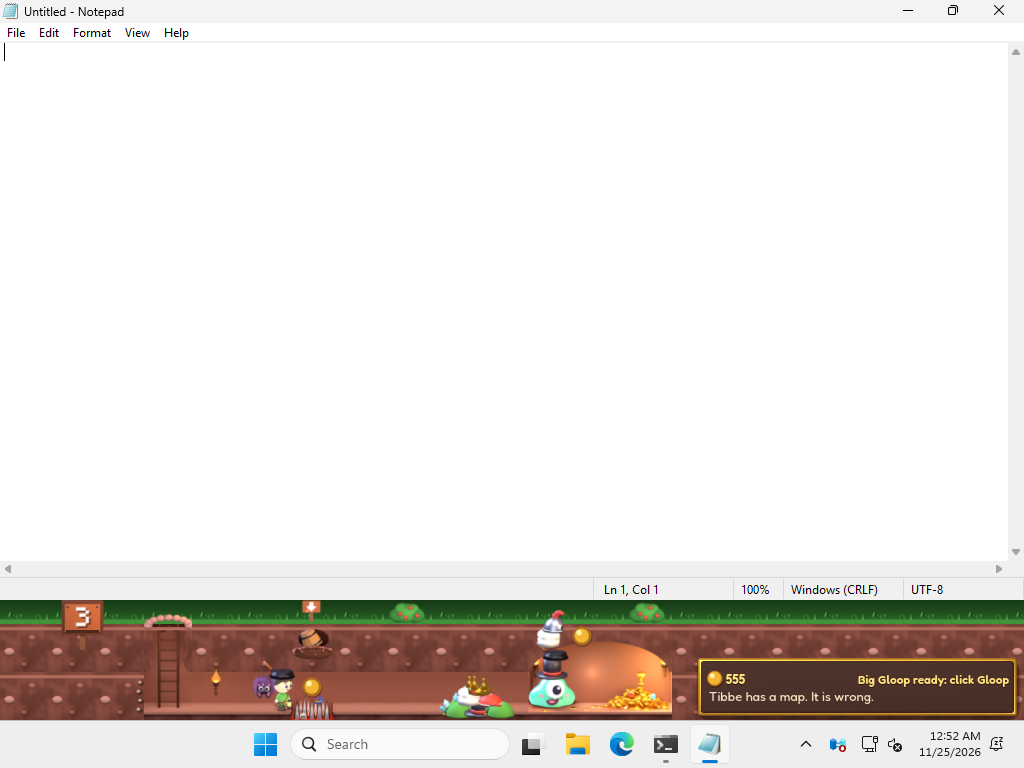 Untitled - Notepad
File Edit Format View Help
Ln 1, Col 1 100% Windows (CRLF) UTF-8
3
555 Big Gloop ready: click Gloop
Tibbe has a map. It is wrong.
Search
12:52 AM
11/25/2026